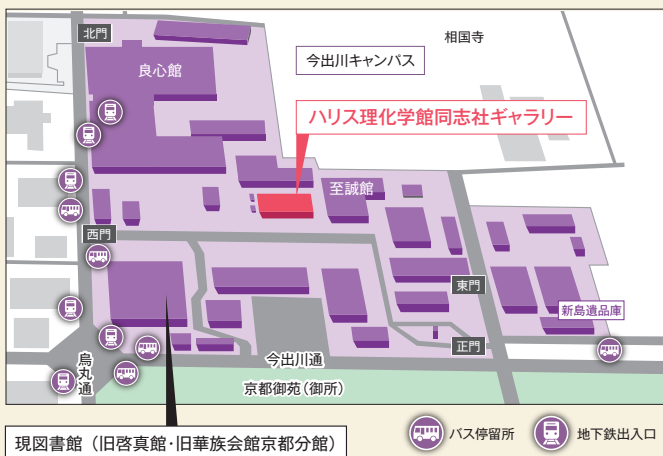 北門
相国寺
今出川キャンパス
良心館
ハリス理化学館同志社ギャラリー
至誠館
西門
東門
新島遺品庫
正門
今出川通
烏丸通
京都御苑(御所)
現図書館(旧啓真館・旧華族会館京都分館)
バス停留所
地下鉄出入口